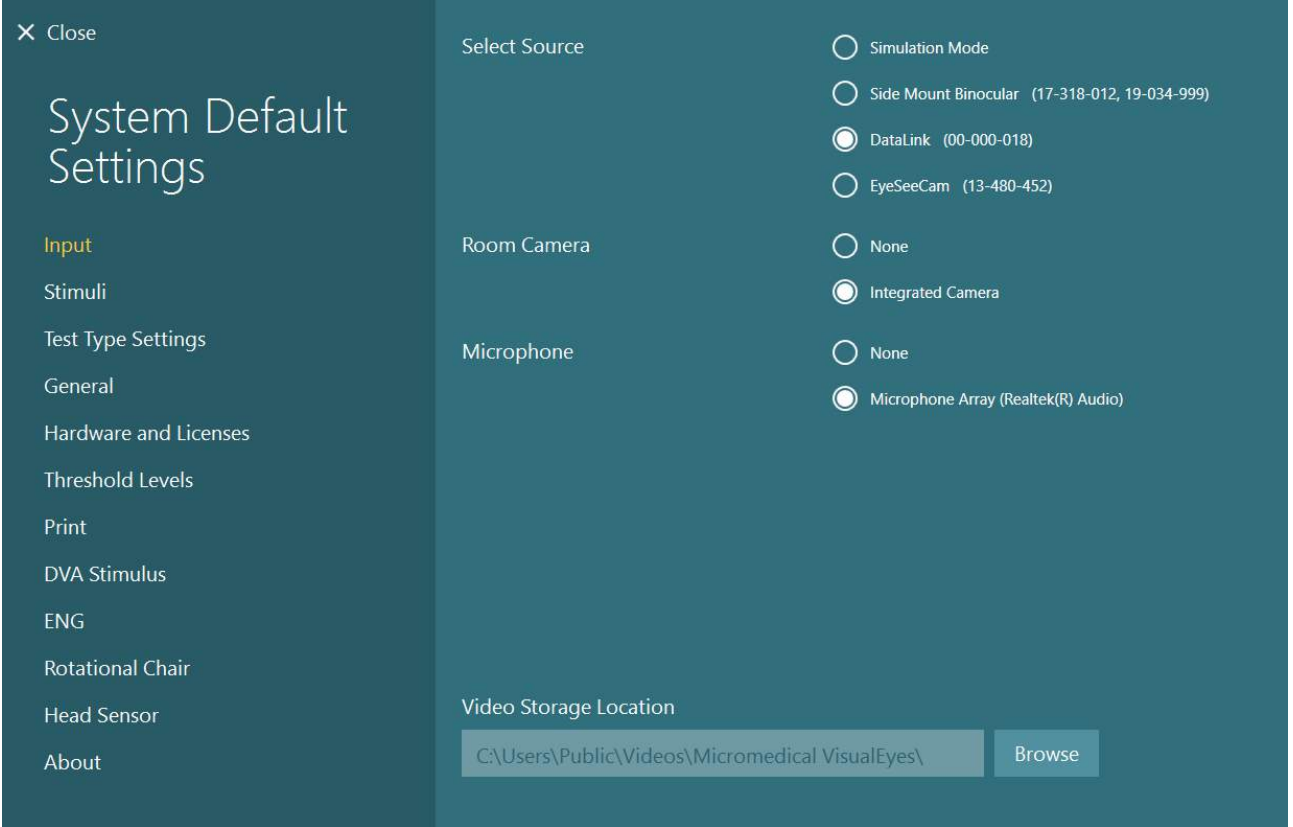 Close
System Default
Settings
Input
Stimuli
Test Type Settings
General
Hardware and Licenses
Threshold Levels
Print
DVA Stimulus
ENG
Rotational Chair
Head Sensor
About
Select Source
Simulation Mode
Side Mount Binocular (17-318-012, 19-034-999)
DataLink (00-000-018)
EyeSeeCam (13-480-452)
Room Camera
None
Integrated Camera
Microphone
None
Microphone Array (Realtek(R) Audio)
Video Storage Location
C:\Users\Public\Videos\Micromedical VisualEyes\
Browse